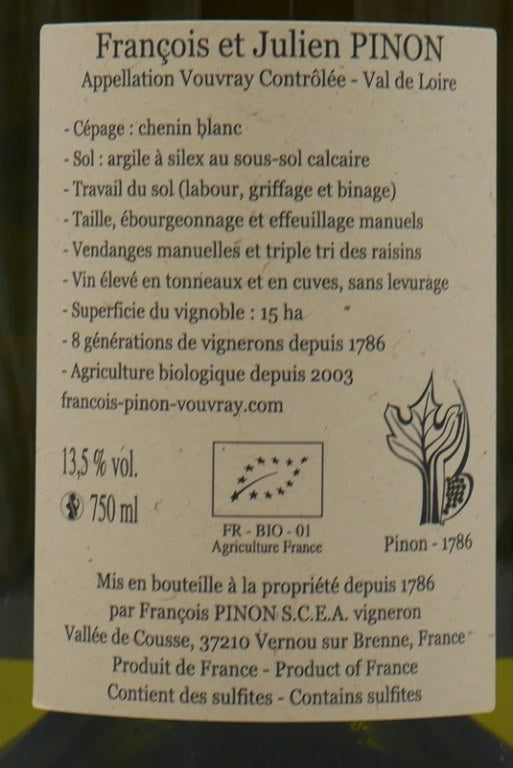 François et Julien PINON
Appellation Vouvray Contrôlée - Val de Loire
- Cépage : chenin blanc
- Sol : argile à silex au sous-sol calcaire
- Travail du sol (labour, griffage et binage)
- Taille, ébourgeonnage et effeuillage manuels
- Vendanges manuelles et triple tri des raisins
- Vin élevé en tonneaux et en cuves, sans levurage
- Superficie du vignoble : 15 ha
- 8 générations de vignerons depuis 1786
- Agriculture biologique depuis 2003
francois-pinon-vouvray.com
13,5 % vol.
750 ml
FR - BIO - 01
Agriculture France
Pinon - 1786
Mis en bouteille à la propriété depuis 1786
par François PINON S.C.E.A. vigneron
Vallée de Cousse, 37210 Vernou sur Brenne, France
Produit de France - Product of France
Contient des sulfites - Contains sulfites